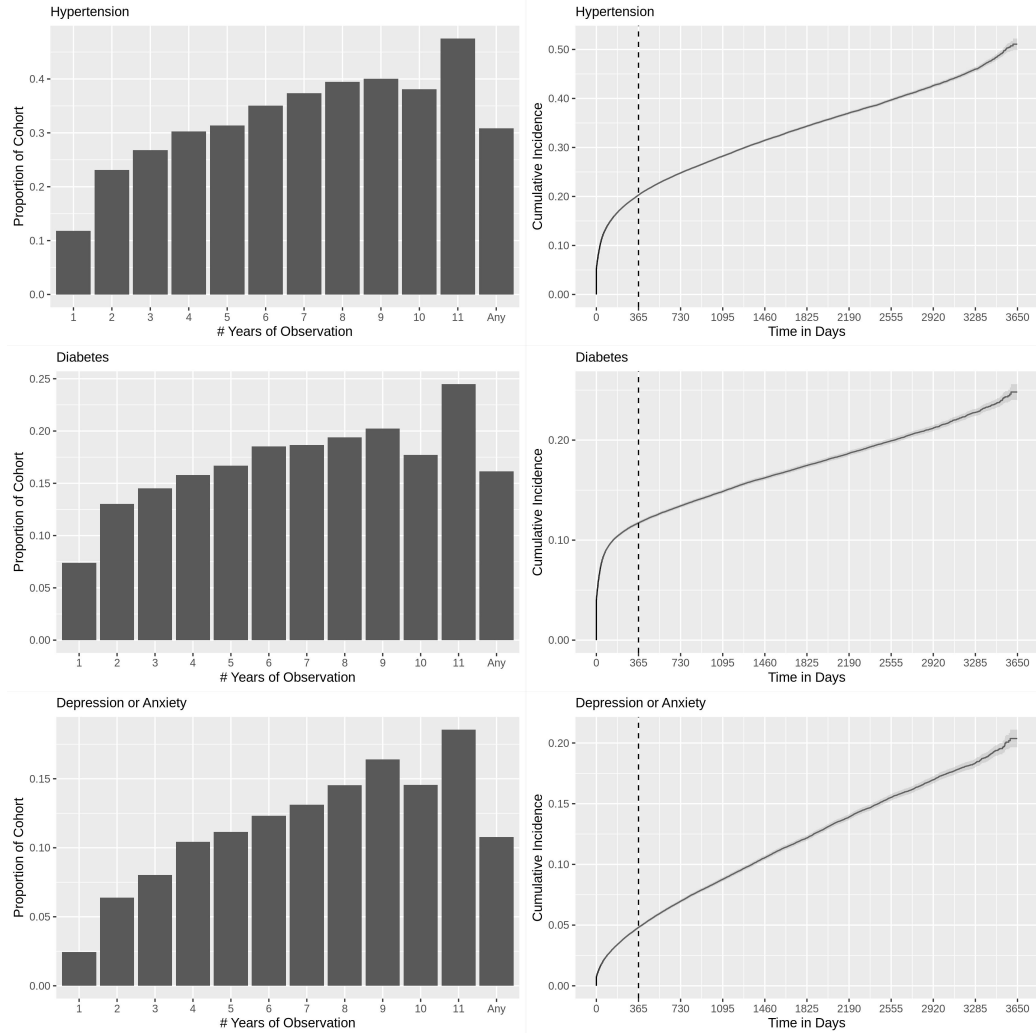 Hypertension
Proportion of Cohort
0.4
0.3
0.2
0.1
0.0
1 2 3 4 5 6 7 8 9 10 11 Any
# Years of Observation
Hypertension
Cumulative Incidence
0.50
0.40
0.30
0.20
0.10
0.00
0 365 730 1095 1460 1825 2190 2555 2920 3285 3650
Time in Days
Diabetes
Proportion of Cohort
0.25
0.20
0.15
0.10
0.05
0.00
1 2 3 4 5 6 7 8 9 10 11 Any
# Years of Observation
Diabetes
Cumulative Incidence
0.20
0.10
0.00
0 365 730 1095 1460 1825 2190 2555 2920 3285 3650
Time in Days
Depression or Anxiety
Proportion of Cohort
0.15
0.10
0.05
0.00
1 2 3 4 5 6 7 8 9 10 11 Any
# Years of Observation
Depression or Anxiety
Cumulative Incidence
0.20
0.15
0.10
0.05
0.00
0 365 730 1095 1460 1825 2190 2555 2920 3285 3650
Time in Days